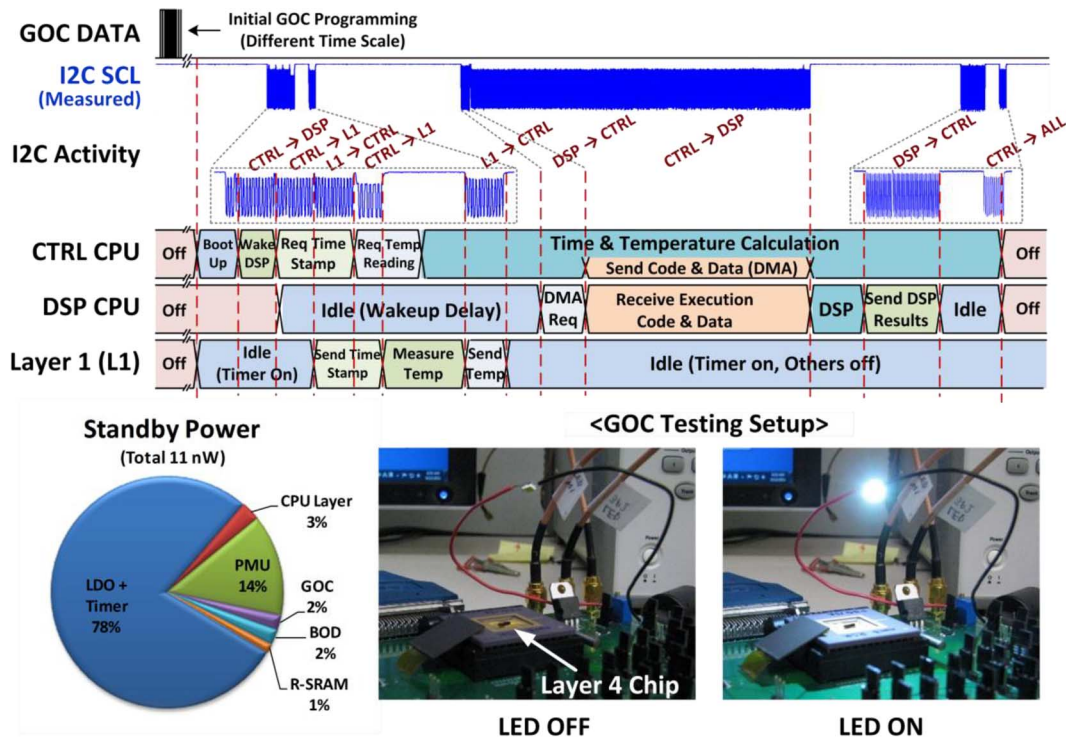 GOC DATA
Initial GOC Programming
(Different Time Scale)
I2C SCL
(Measured)
I2C Activity
CTRL → DSP
CTRL → L1
L1 → CTRL
CTRL → L1
L1 → CTRL
DSP → CTRL
CTRL → DSP
DSP → CTRL
CTRL → ALL
CTRL CPU
Off
Boot
Up
Wake
DSP
Req Time
Stamp
Req Temp
Reading
Time & Temperature Calculation
Send Code & Data (DMA)
Off
DSP CPU
Off
Idle (Wakeup Delay)
DMA
Req
Receive Execution
Code & Data
DSP
Send DSP
Results
Idle
Off
Layer 1 (L1)
Off
Idle
(Timer On)
Send Time
Stamp
Measure
Temp
Send
Temp
Idle (Timer on, Others off)
Standby Power
(Total 11 nW)
CPU Layer
3%
PMU
14%
GOC
2%
BOD
2%
R-SRAM
1%
LDO +
Timer
78%
<GOC Testing Setup>
Layer 4 Chip
LED OFF
LED ON